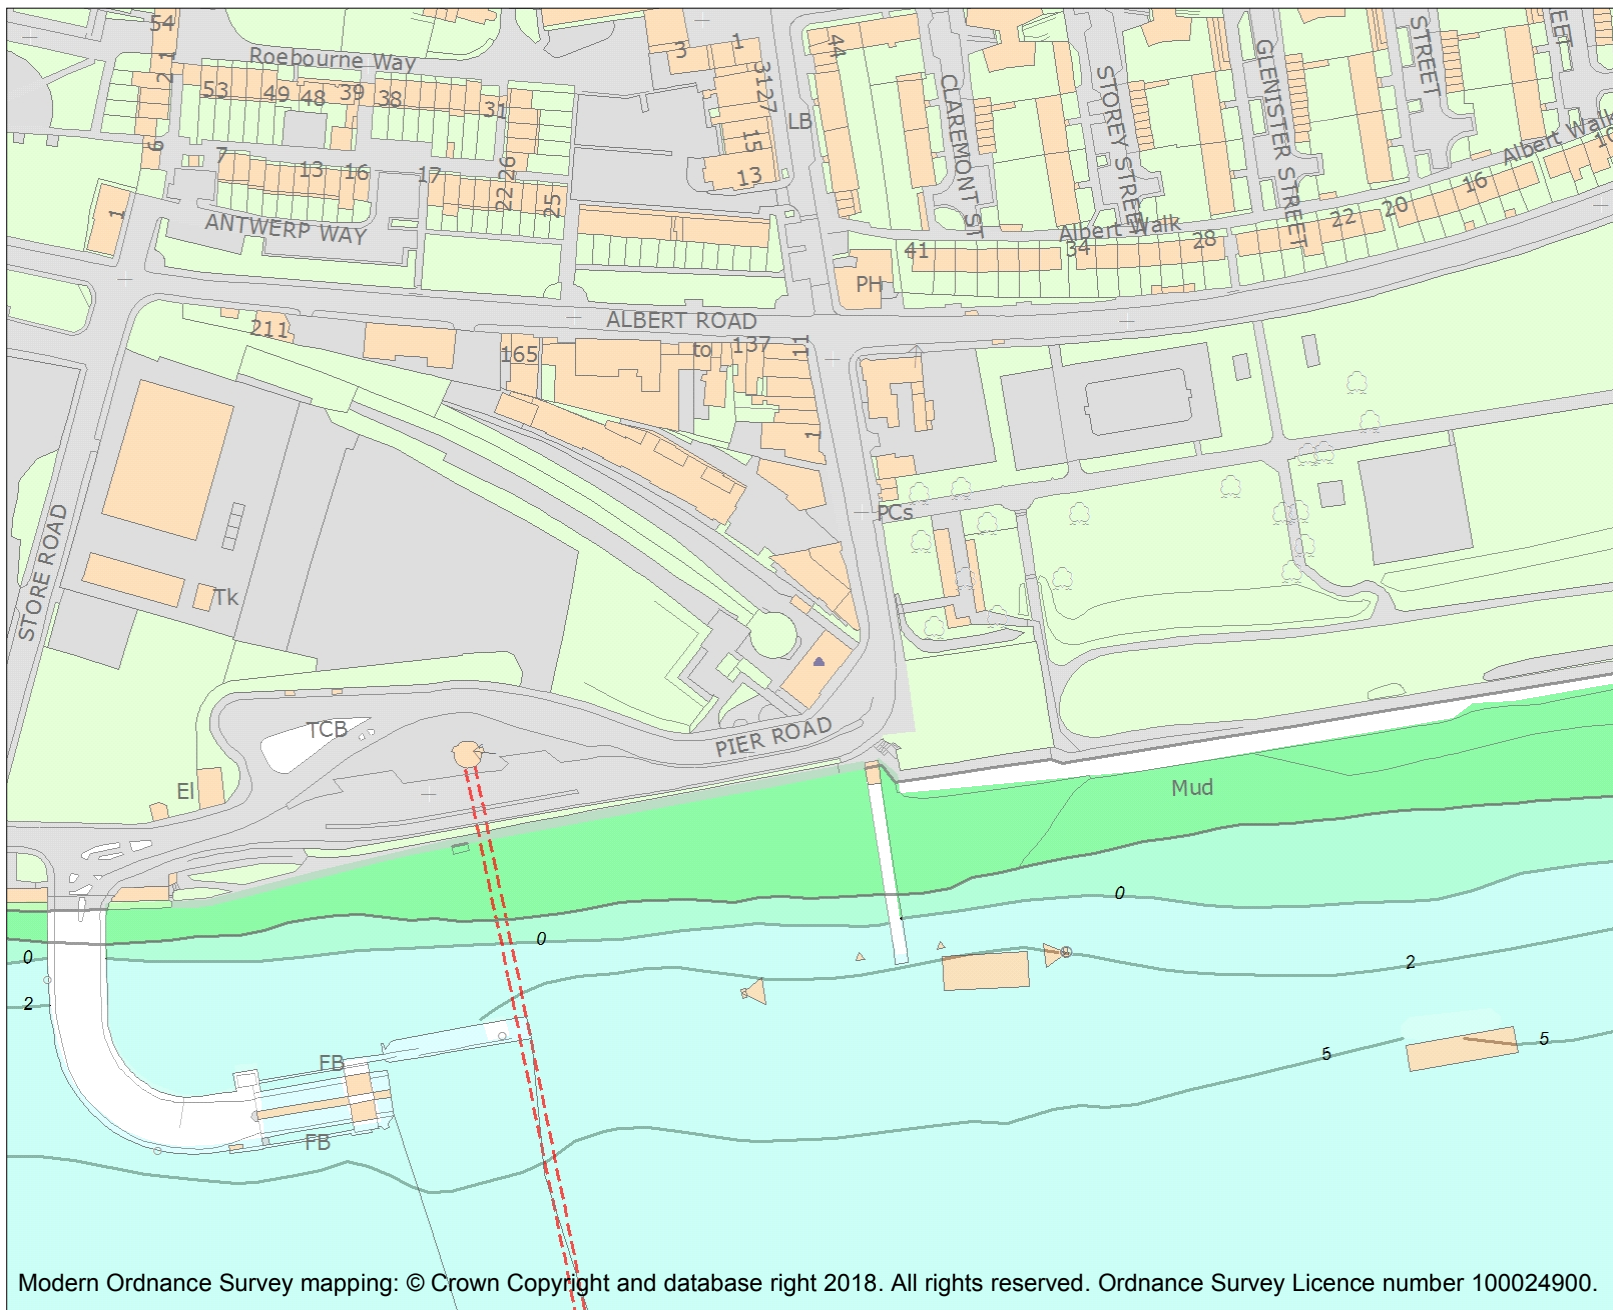 54
Roebourne Way
3
1
44
GLENISTER STREET
STREET
EET
2 1
3127
CLAREMONT ST
STOREY STREET
53
49
48
39
38
31
LB
Albert Walk
10
6
7
13
16
17
22 26
25
15
13
1
ANTWERP WAY
41
Albert Walk
34
28
22
20
16
PH
ALBERT ROAD
211
165
to
137
11
1
STORE ROAD
PCs
Tk
TCB
PIER ROAD
El
Mud
0
0
0
2
2
5
5
FB
FB
Modern Ordnance Survey mapping: © Crown Copyright and database right 2018. All rights reserved. Ordnance Survey Licence number 100024900.